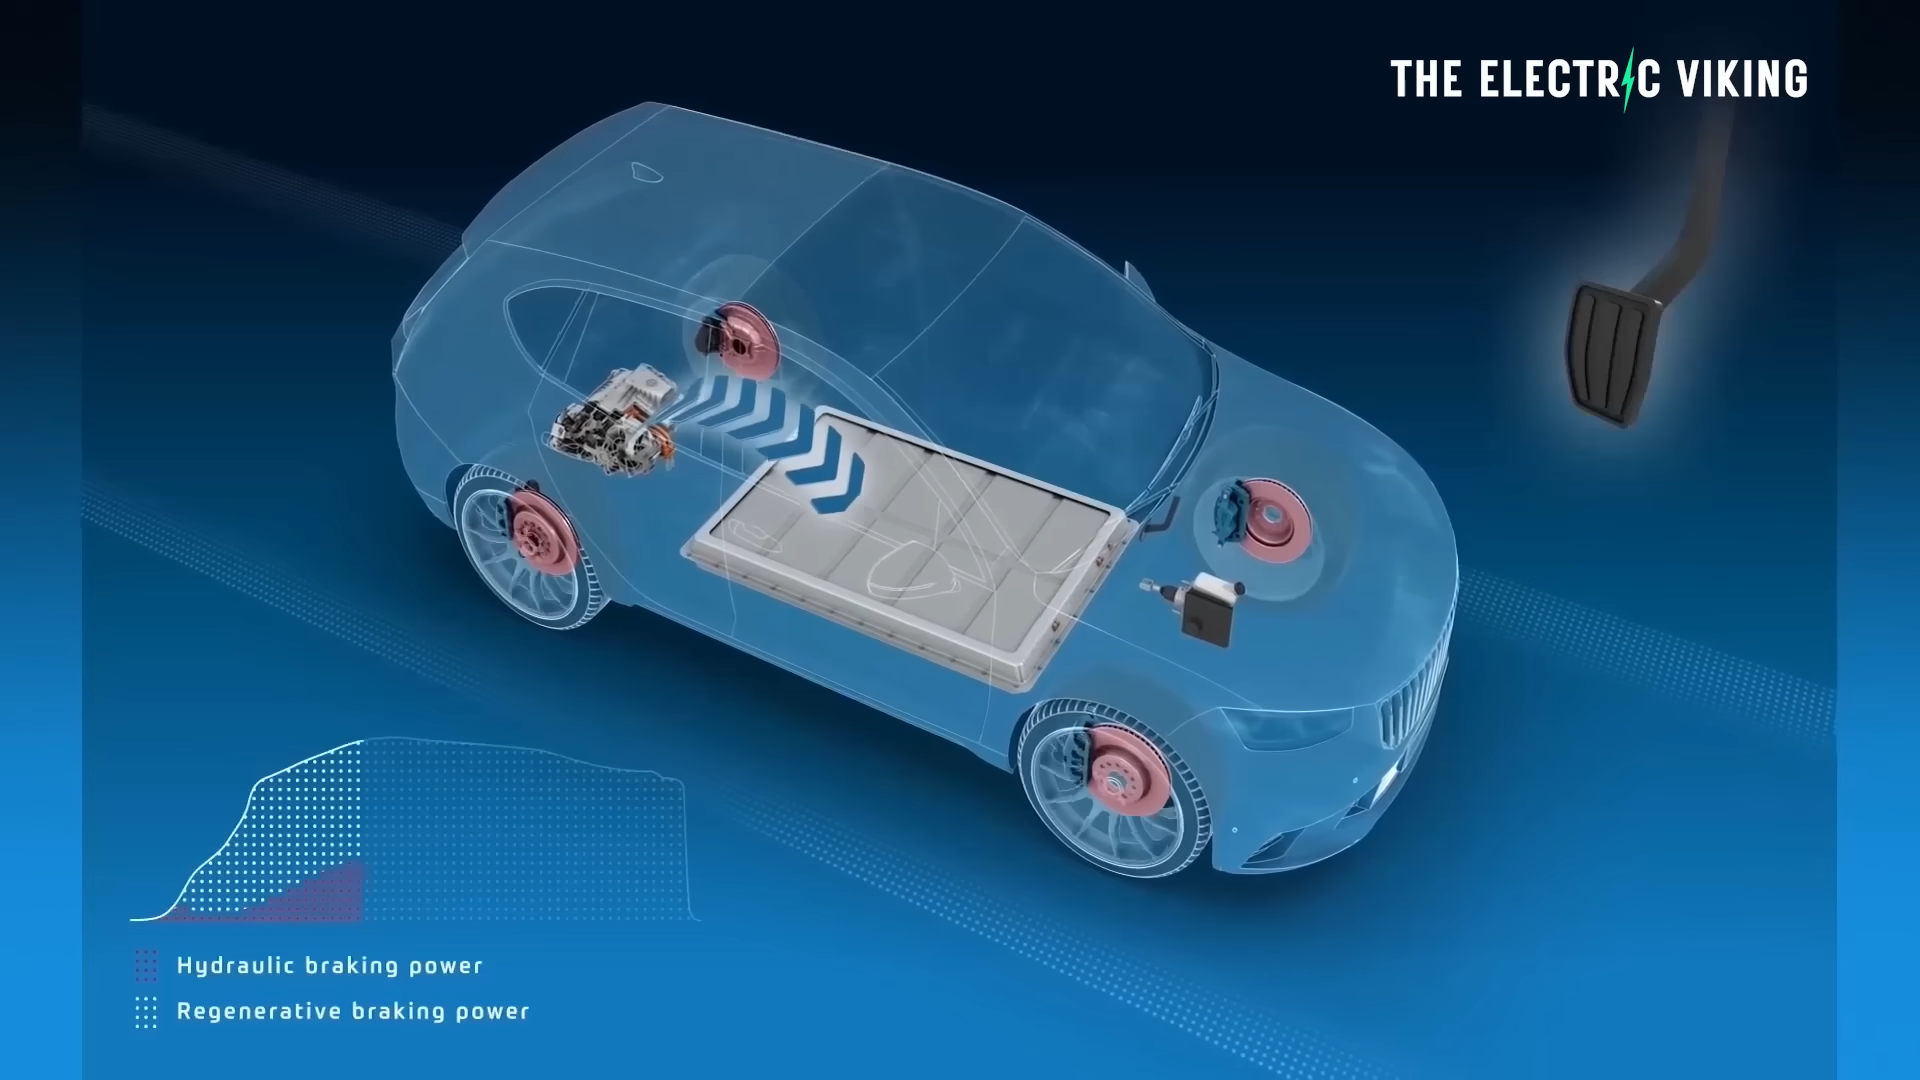 THE ELECTRIC VIKING
Hydraulic braking power
Regenerative braking power